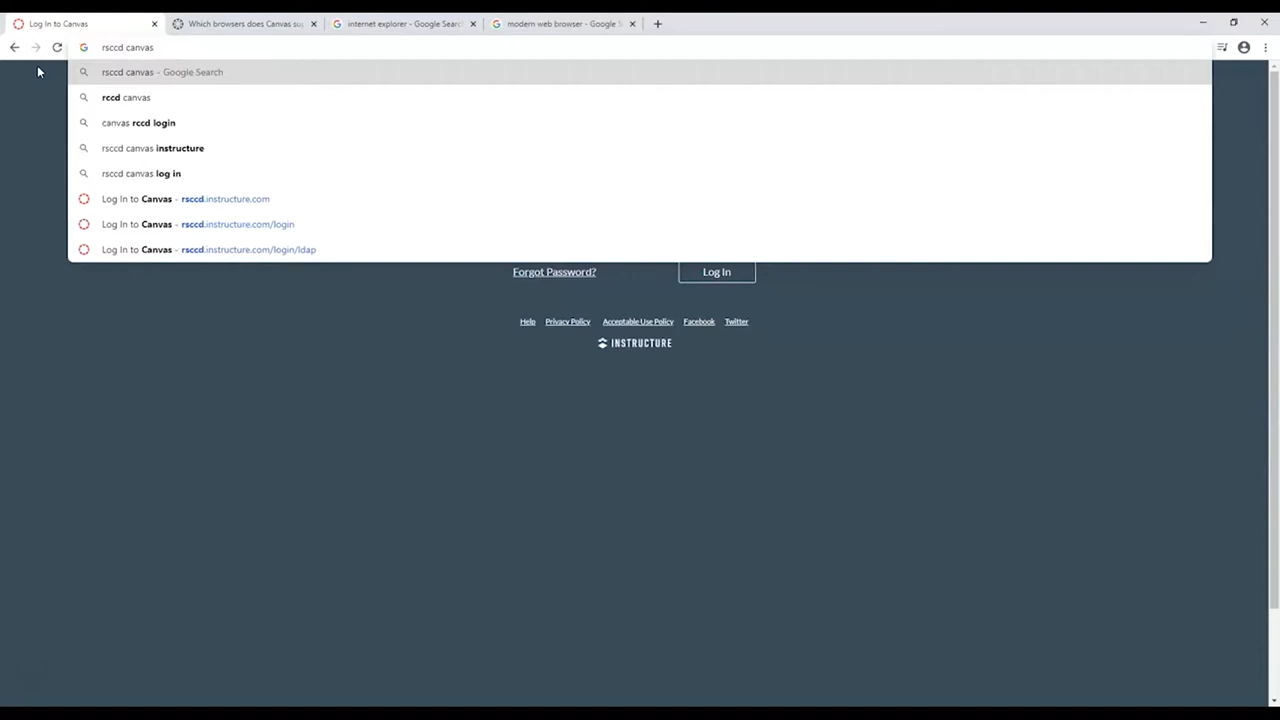 Log In to Canvas
Which browsers does Canvas su
internet explorer - Google Searc
modern web browser - Google S
rsccd canvas
rsccd canvas - Google Search
rccd canvas
canvas rccd login
rsccd canvas instructure
rsccd canvas log in
Log In to Canvas - rsccd.instructure.com
Log In to Canvas - rsccd.instructure.com/login
Log In to Canvas - rsccd.instructure.com/login/ldap
Forgot Password?
Log In
Help Privacy Policy Acceptable Use Policy Facebook Twitter
INSTRUCTURE